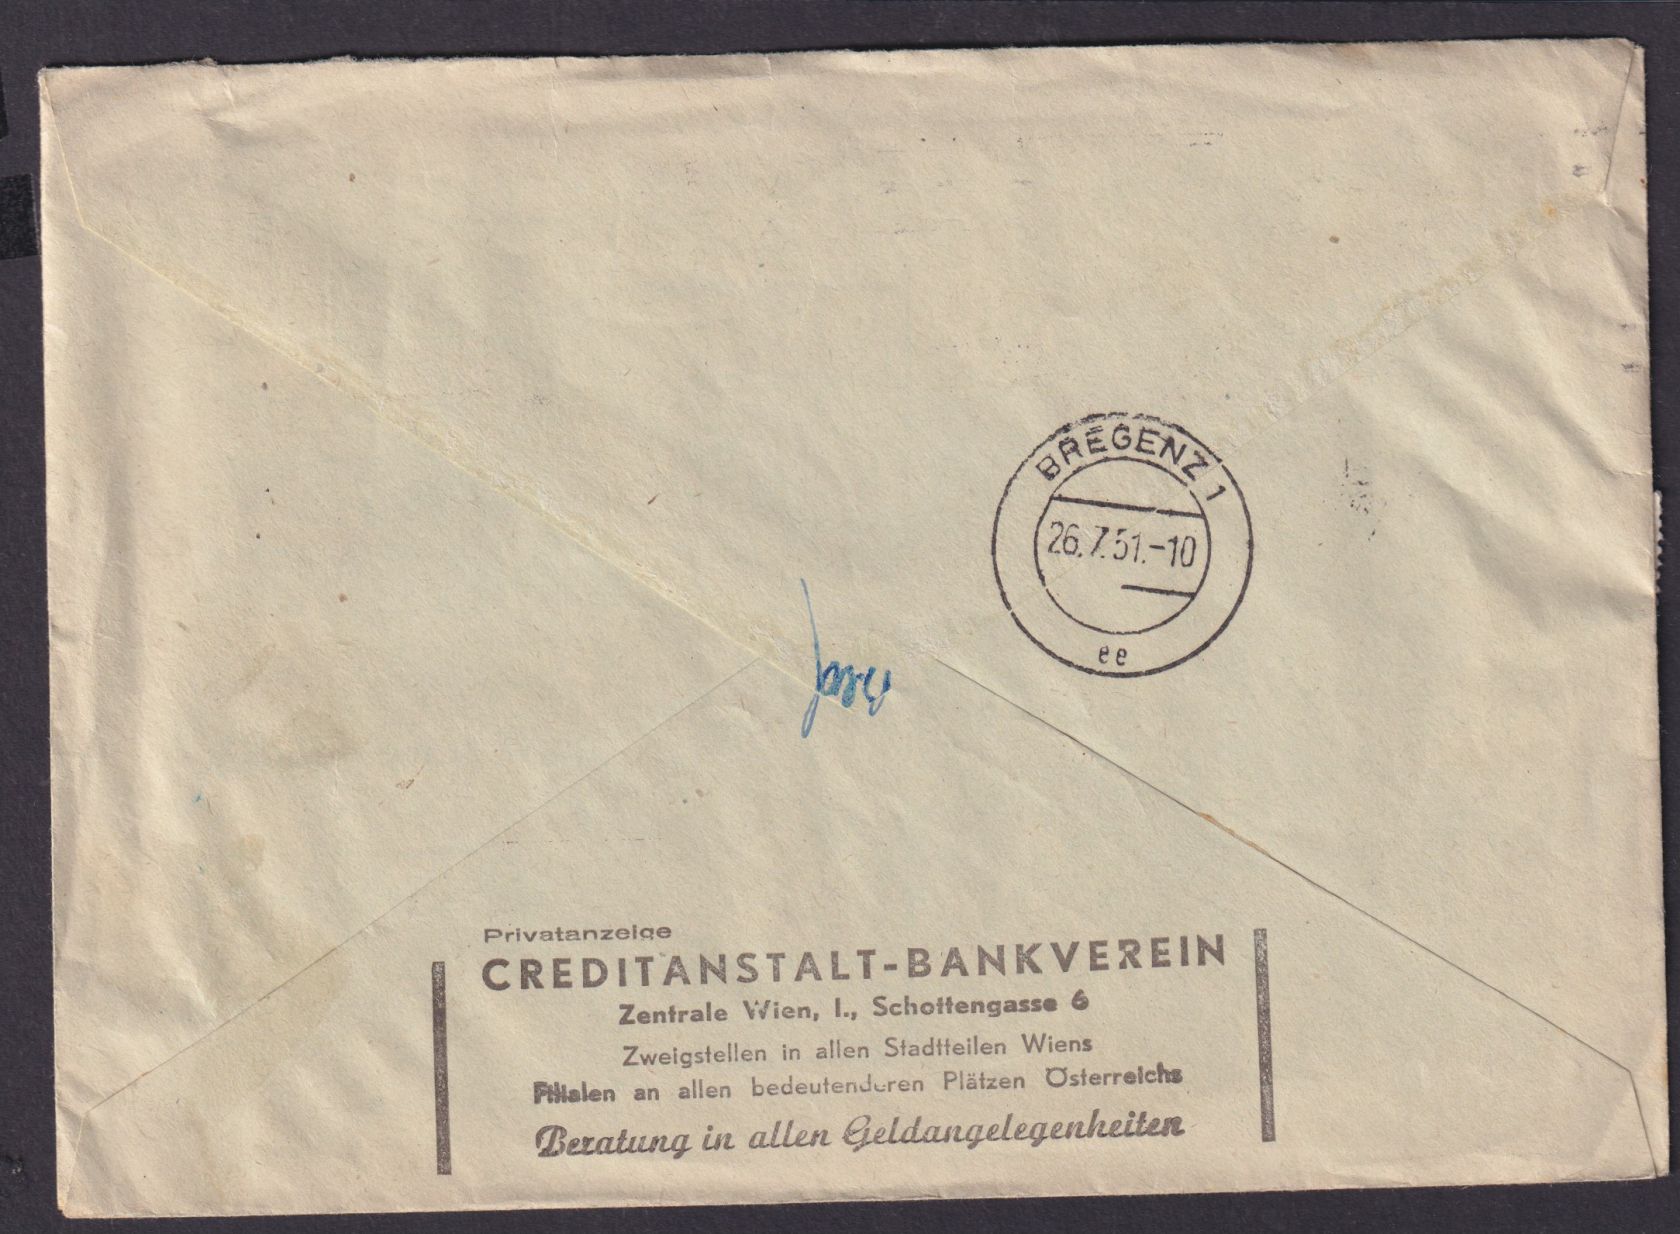 BREGENZ 1
26.7.51.-10
ee
Privatanzeige
CREDITANSTALT-BANKVEREIN
Zentrale Wien, I., Schottengasse 6
Zweigstellen in allen Stadtteilen Wiens
Filialen an allen bedeutenderen Plätzen Österreichs
Beratung in allen Geldangelegenheiten